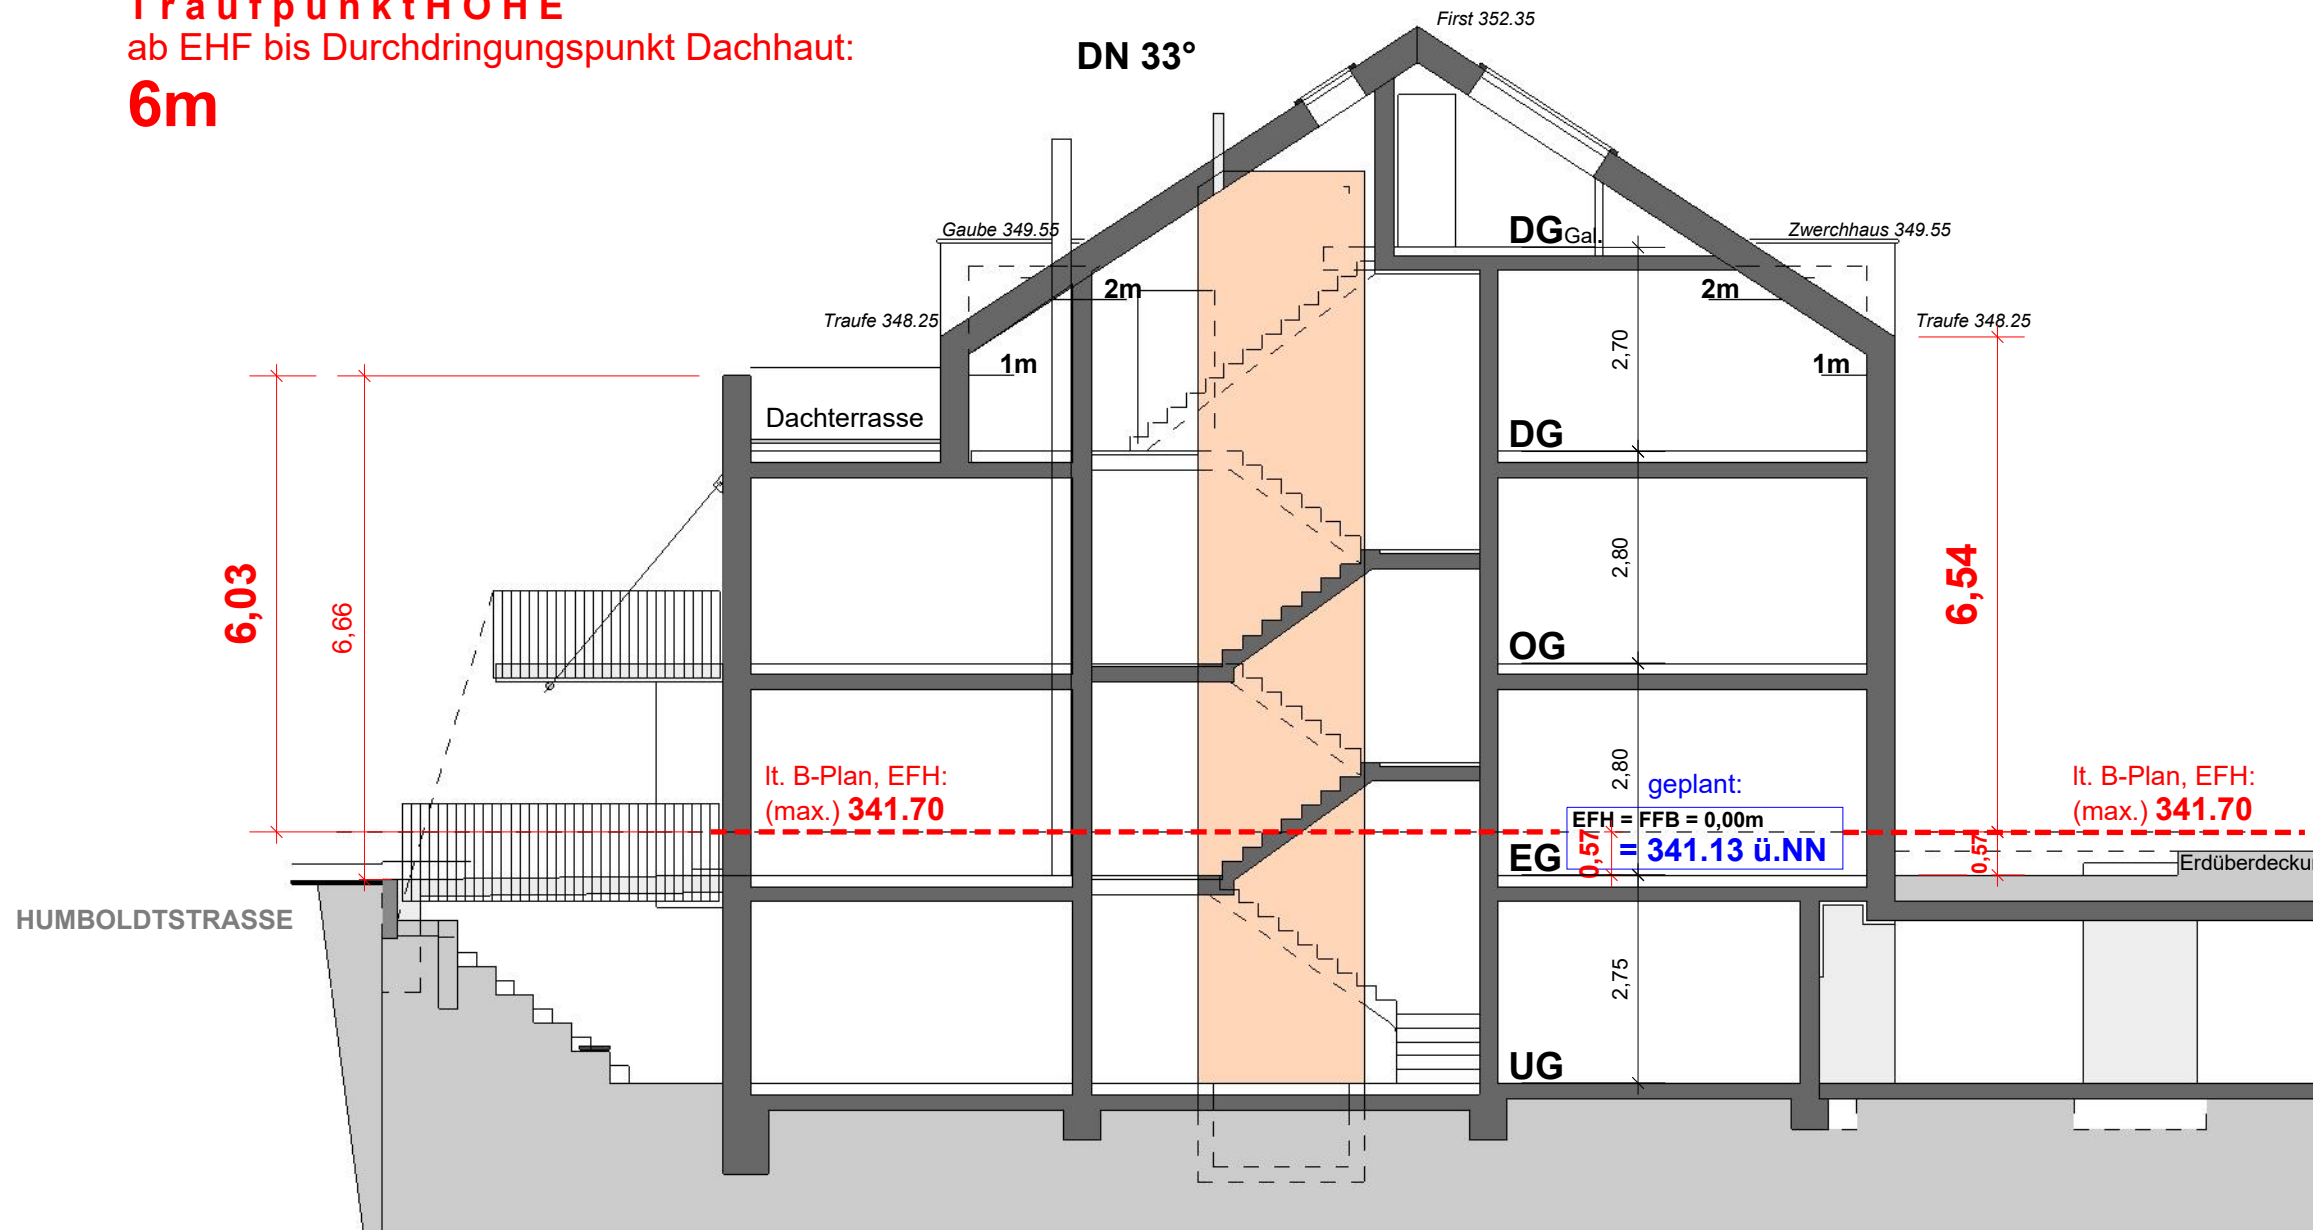 TraufpunktHÖHE
ab EHF bis Durchdringungspunkt Dachhaut:
6m
DN 33°
First 352.35
Gaube 349.55
DG Gal.
Zwerchhaus 349.55
2m
2m
Traufe 348.25
Traufe 348.25
2,70
1m
1m
Dachterrasse
DG
6,03
6,66
2,80
6,54
OG
lt. B-Plan, EFH:
(max.) 341.70
2,80
geplant:
EFH = FFB = 0,00m
= 341.13 ü.NN
0,57
EG
lt. B-Plan, EFH:
(max.) 341.70
0,57
Erdüberdeckun
HUMBOLDTSTRASSE
2,75
UG